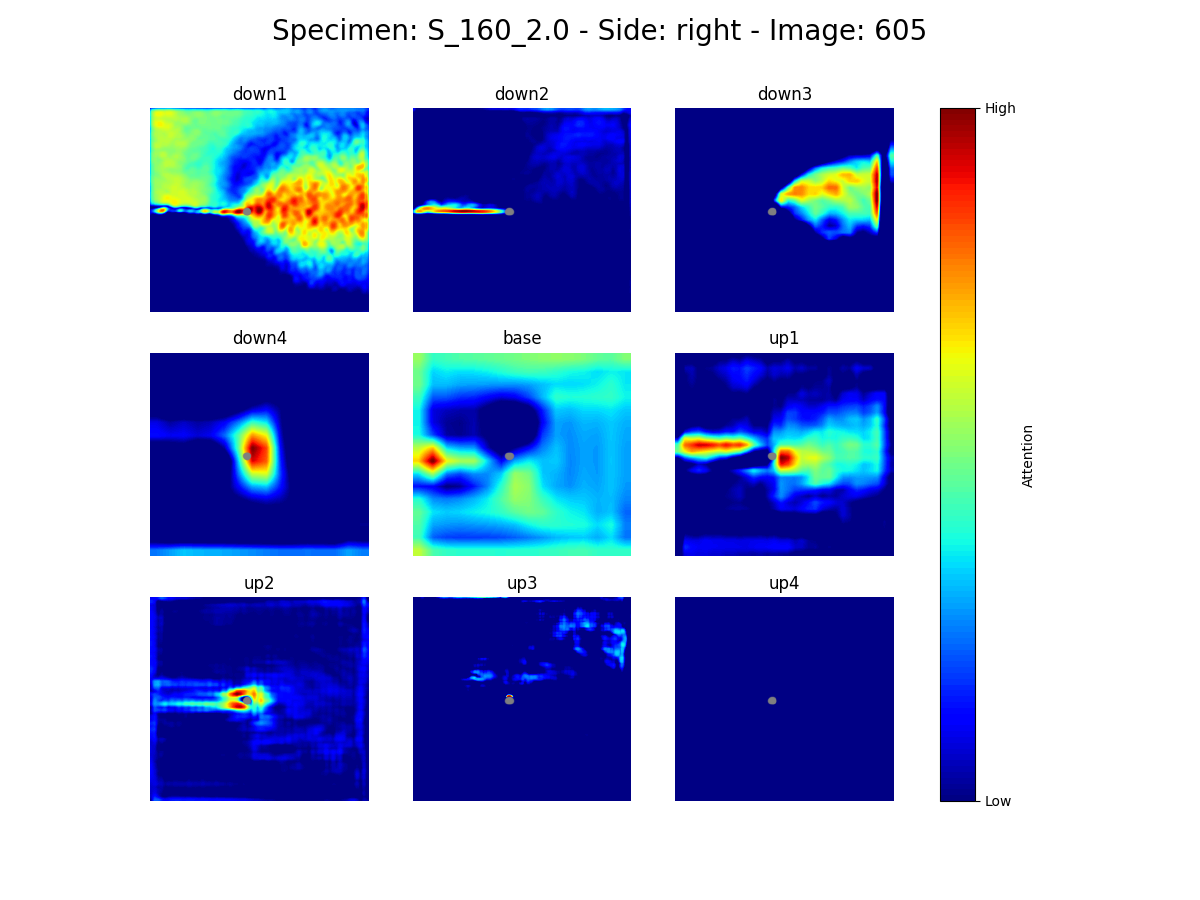 Specimen: S_160_2.0 - Side: right - Image: 605
down1
down2
down3
High
down4
base
up1
Attention
up2
up3
up4
Low